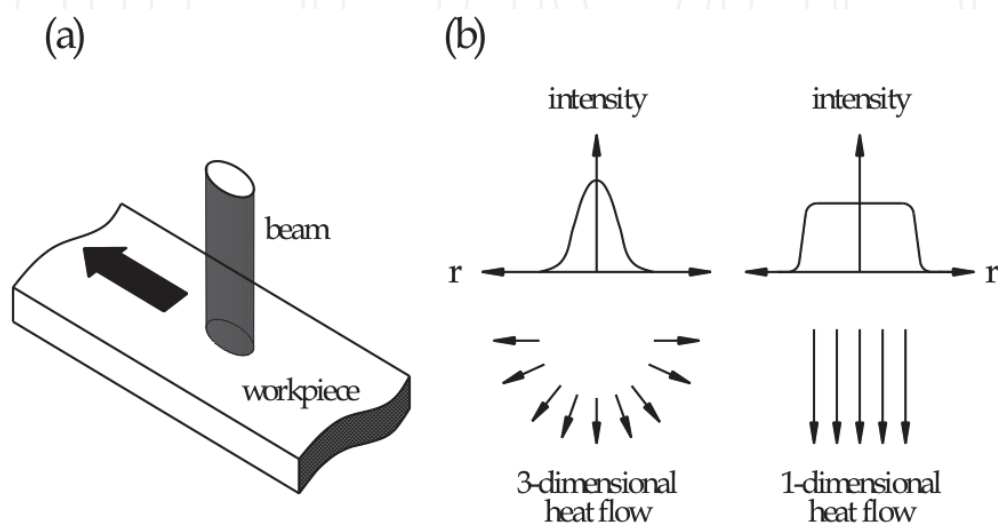 (a)
(b)
beam
workpiece
intensity
r
3-dimensional
heat flow
intensity
r
1-dimensional
heat flow